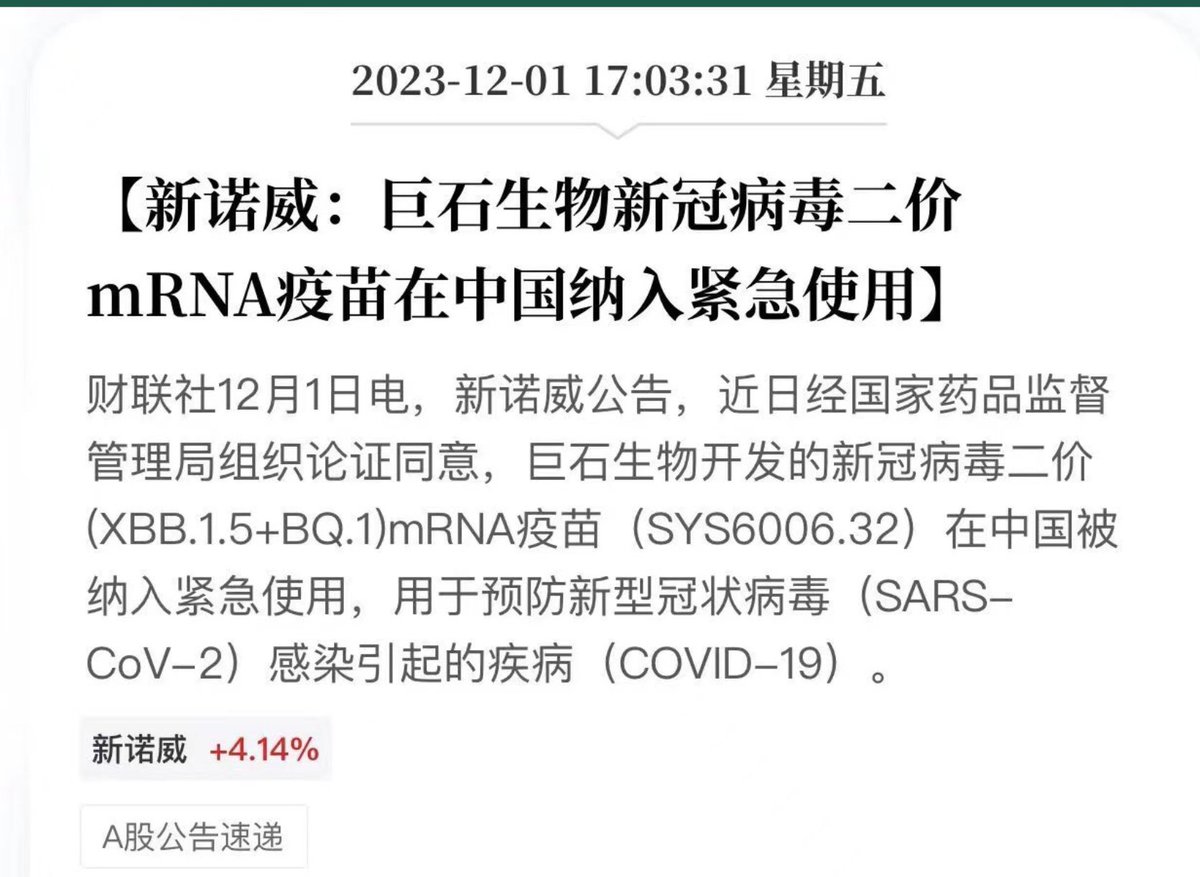 2023-12-01 17:03:31 星期五
【新诺威：巨石生物新冠病毒二价
mRNA疫苗在中国纳入紧急使用】
财联社12月1日电，新诺威公告，近日经国家药品监督
管理局组织论证同意，巨石生物开发的新冠病毒二价
(XBB.1.5+BQ.1)mRNA疫苗（SYS6006.32）在中国被
纳入紧急使用，用于预防新型冠状病毒（SARS-
CoV-2）感染引起的疾病（COVID-19）。
新诺威 +4.14%
A股公告速递